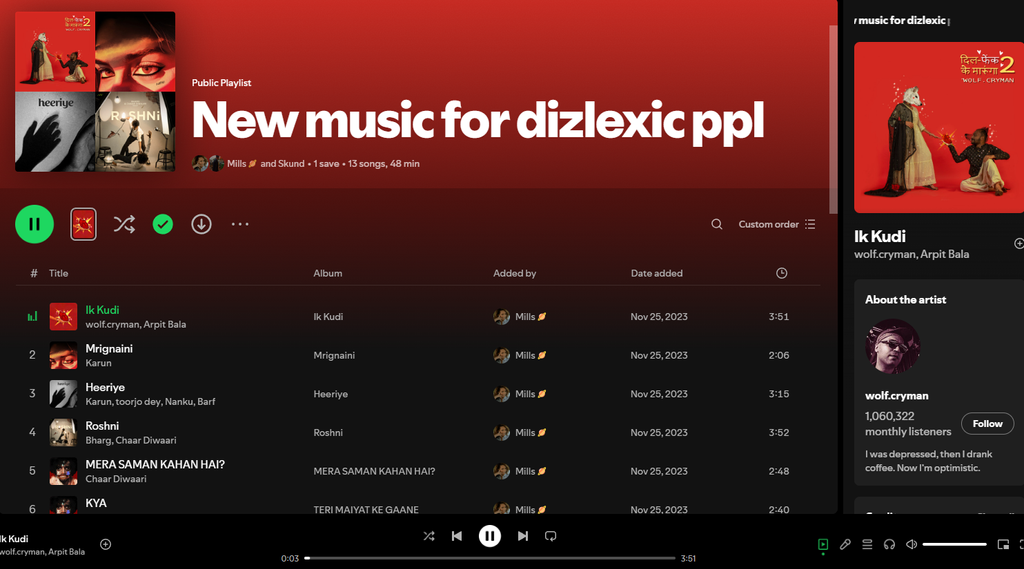 Public Playlist
New music for dizlexic ppl
Mills 🪐 and Skund • 1 save • 13 songs, 48 min
Custom order
# Title Album Added by Date added
Ik Kudi Ik Kudi Mills 🪐 Nov 25, 2023 3:51
wolf.cryman, Arpit Bala
2 Mrignaini Mrignaini Mills 🪐 Nov 25, 2023 2:06
Karun
3 Heeriye Heeriye Mills 🪐 Nov 25, 2023 3:15
Karun, toorjo dey, Nanku, Barf
4 Roshni Roshni Mills 🪐 Nov 25, 2023 3:52
Bharg, Chaar Diwaari
5 MERA SAMAN KAHAN HAI? MERA SAMAN KAHAN HAI? Mills 🪐 Nov 25, 2023 2:48
Chaar Diwaari
6 KYA TERI MAIYAT KE GAANE Mills 🪐 Nov 25, 2023 2:40
heeriye
ROSHNi
music for dizlexic
दिल-फेंक
के मारूंगा 2
WOLF.CRYMAN
Ik Kudi
wolf.cryman, Arpit Bala
About the artist
wolf.cryman
1,060,322
monthly listeners
Follow
I was depressed, then I drank
coffee. Now I'm optimistic.
Ik Kudi
wolf.cryman, Arpit Bala
0:03 3:51